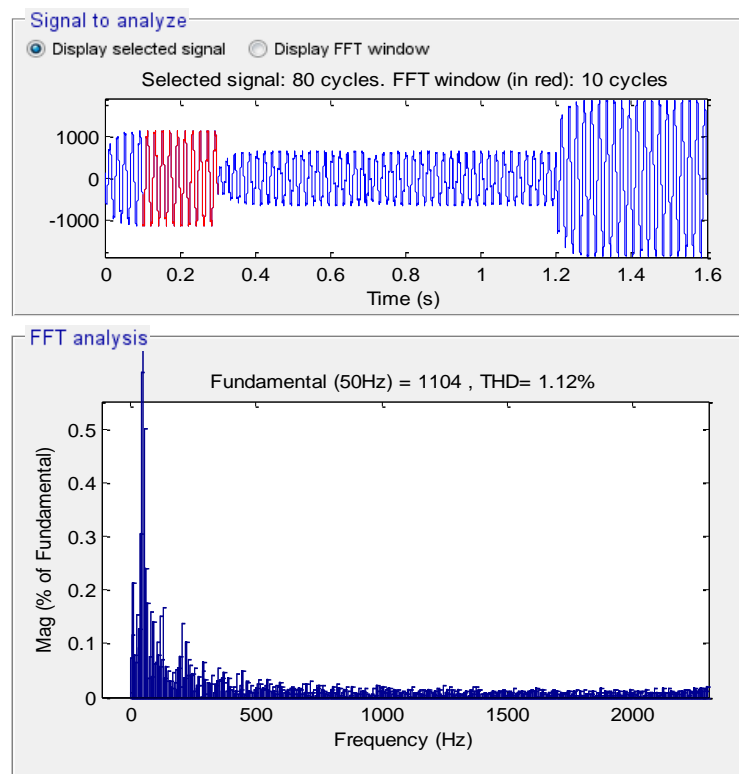 Signal to analyze
Display selected signal Display FFT window
Selected signal: 80 cycles. FFT window (in red): 10 cycles
1000
0
-1000
0 0.2 0.4 0.6 0.8 1 1.2 1.4 1.6
Time (s)
FFT analysis
Fundamental (50Hz) = 1104 , THD= 1.12%
Mag (% of Fundamental)
0.5
0.4
0.3
0.2
0.1
0
0 500 1000 1500 2000
Frequency (Hz)